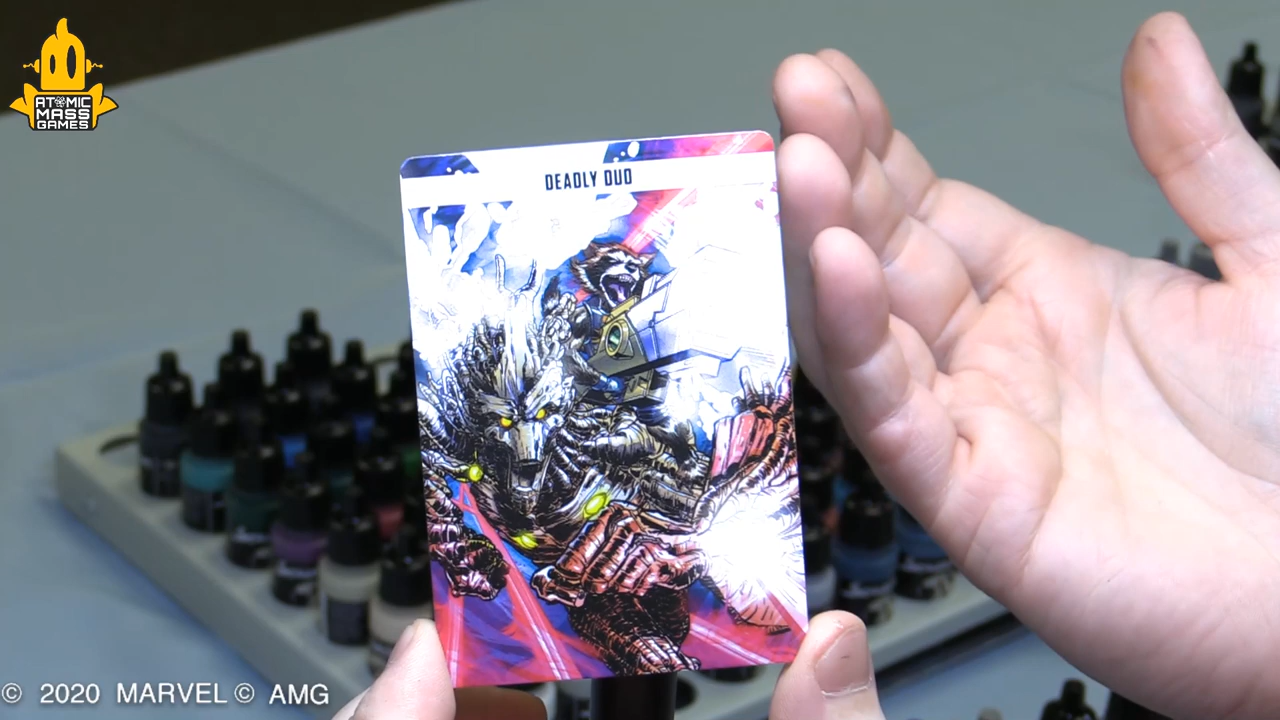 ATOMIC
MASS
GAMES
DEADLY DUO
© 2020 MARVEL © AMG